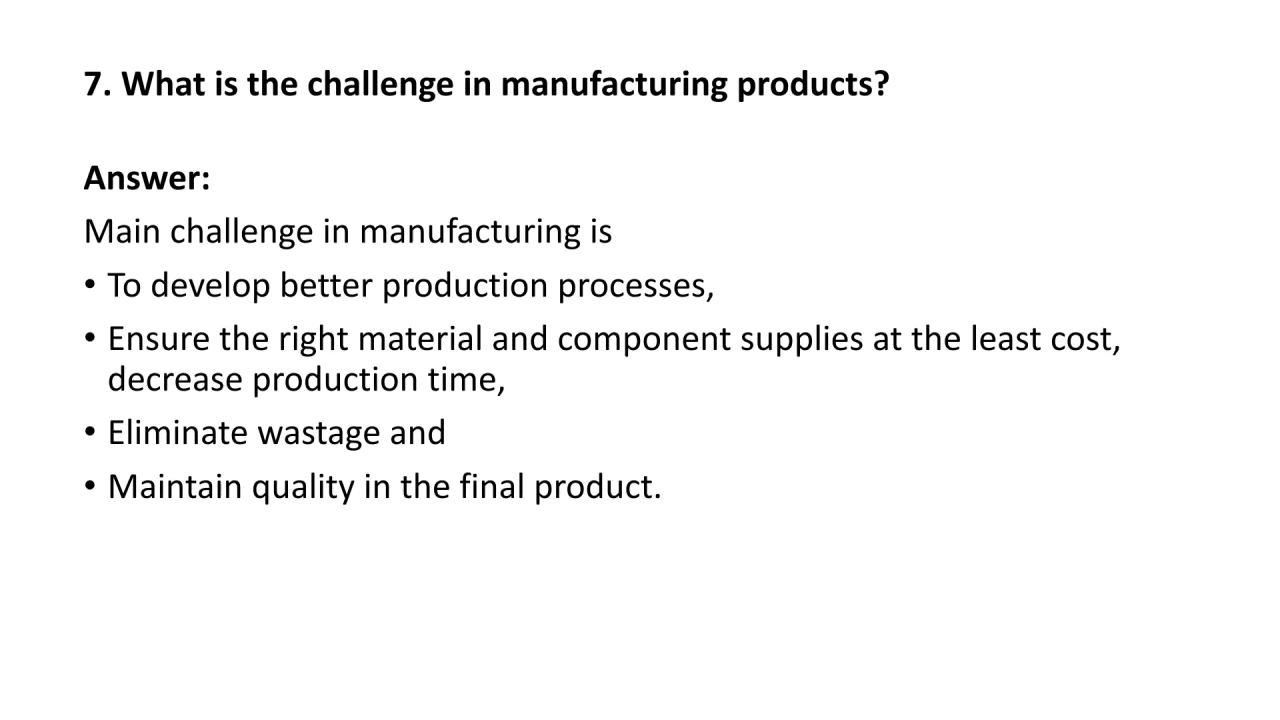 7. What is the challenge in manufacturing products?
Answer:
Main challenge in manufacturing is
• To develop better production processes,
• Ensure the right material and component supplies at the least cost,
decrease production time,
• Eliminate wastage and
• Maintain quality in the final product.